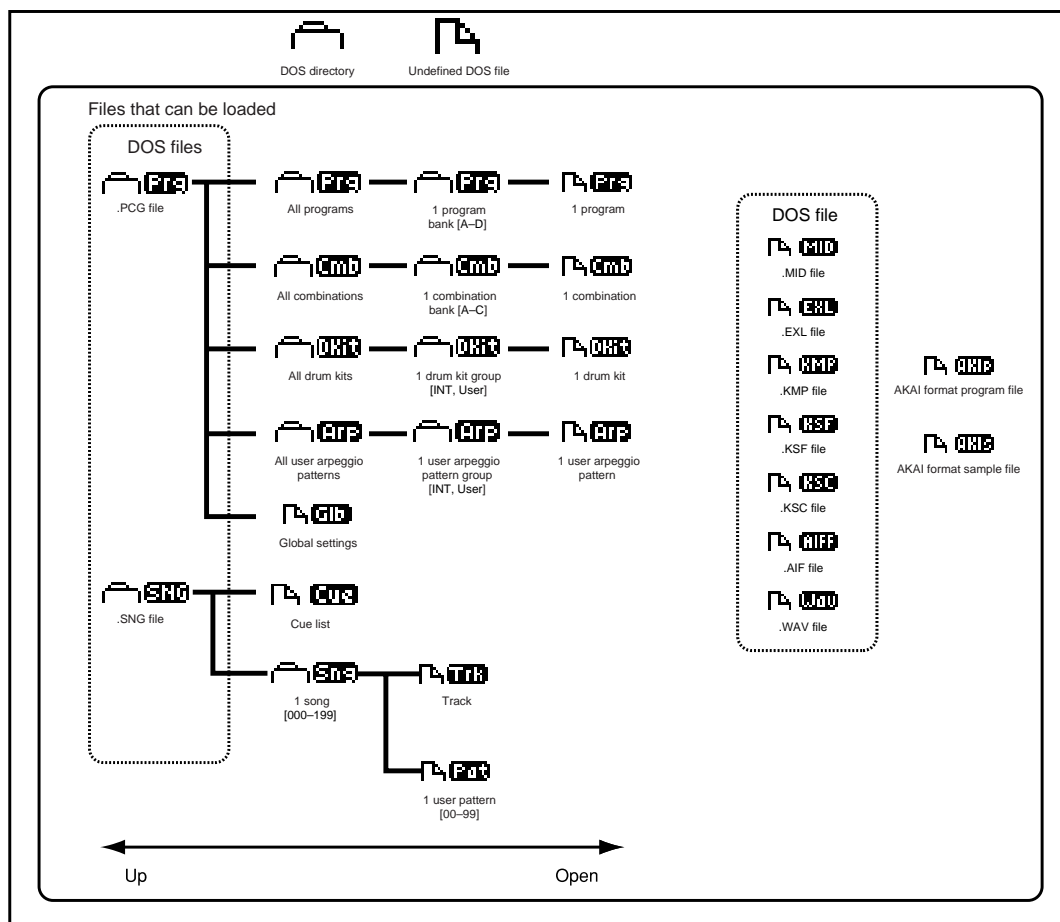 DOS directory
Undefined DOS file
Files that can be loaded
DOS files
Prg
.PCG file
Prg
All programs
Prg
1 program
bank [A–D]
Prg
1 program
Cmb
All combinations
Cmb
1 combination
bank [A–C]
Cmb
1 combination
DKit
All drum kits
DKit
1 drum kit group
[INT, User]
DKit
1 drum kit
Arp
All user arpeggio
patterns
Arp
1 user arpeggio
pattern group
[INT, User]
Arp
1 user arpeggio
pattern
Glb
Global settings
SNG
.SNG file
Cue
Cue list
Sng
1 song
[000–199]
Trk
Track
Pat
1 user pattern
[00–99]
Up
Open
DOS file
MID
.MID file
EXL
.EXL file
KMP
.KMP file
KSF
.KSF file
KSC
.KSC file
AIFF
.AIF file
WAV
.WAV file
AKP
AKAI format program file
AKS
AKAI format sample file